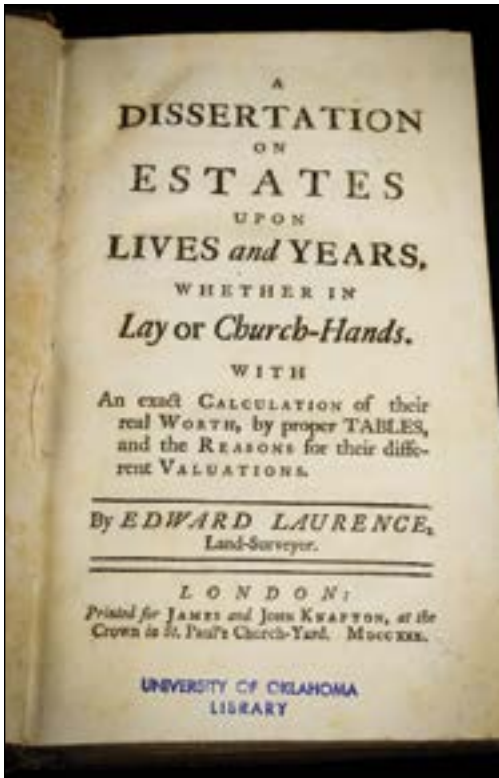 A
DISSERTATION
ON
ESTATES
UPON
LIVES and YEARS,
WHETHER IN
Lay or Church-Hands.
WITH
An exact CALCULATION of their
real WORTH, by proper TABLES,
and the REASONS for their diffe-
rent VALUATIONS.
By EDWARD LAURENCE,
Land-Surveyor.
LONDON:
Printed for JAMES and JOHN KNAPTON, at the
Crown in St. Paul's Church-Yard. MDCCXXX.
UNIVERSITY OF OKLAHOMA
LIBRARY